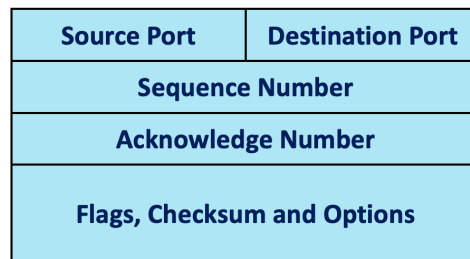 Source Port Destination Port
Sequence Number
Acknowledge Number
Flags, Checksum and Options